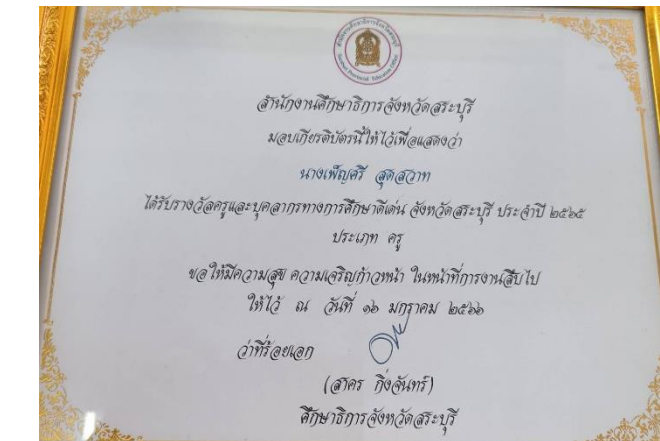 สำนักงานศึกษาธิการจังหวัดสระบุรี
มอบเกียรติบัตรนี้ให้ไว้เพื่อแสดงว่า
นางเพ็ญศรี สุดสวาท
ได้รับรางวัลครูและบุคลากรทางการศึกษาดีเด่น จังหวัดสระบุรี ประจำปี ๒๕๖๕
ประเภท ครู
ขอให้มีความสุข ความเจริญก้าวหน้า ในหน้าที่การงานสืบไป
ให้ไว้ ณ วันที่ ๑๖ มกราคม ๒๕๖๖
ว่าที่ร้อยเอก
(สาคร กิ่งจันทร์)
ศึกษาธิการจังหวัดสระบุรี